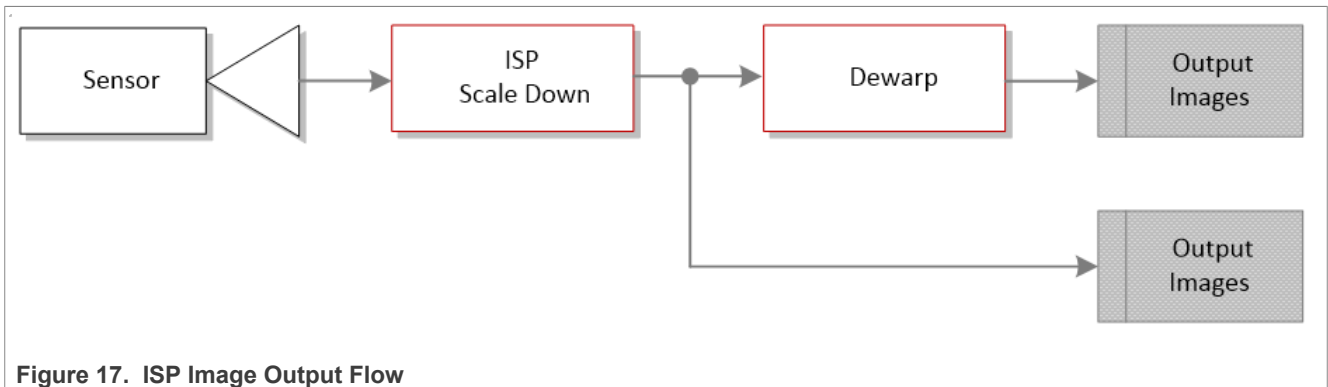 Sensor
ISP
Scale Down
Dewarp
Output
Images
Output
Images
Figure 17. ISP Image Output Flow